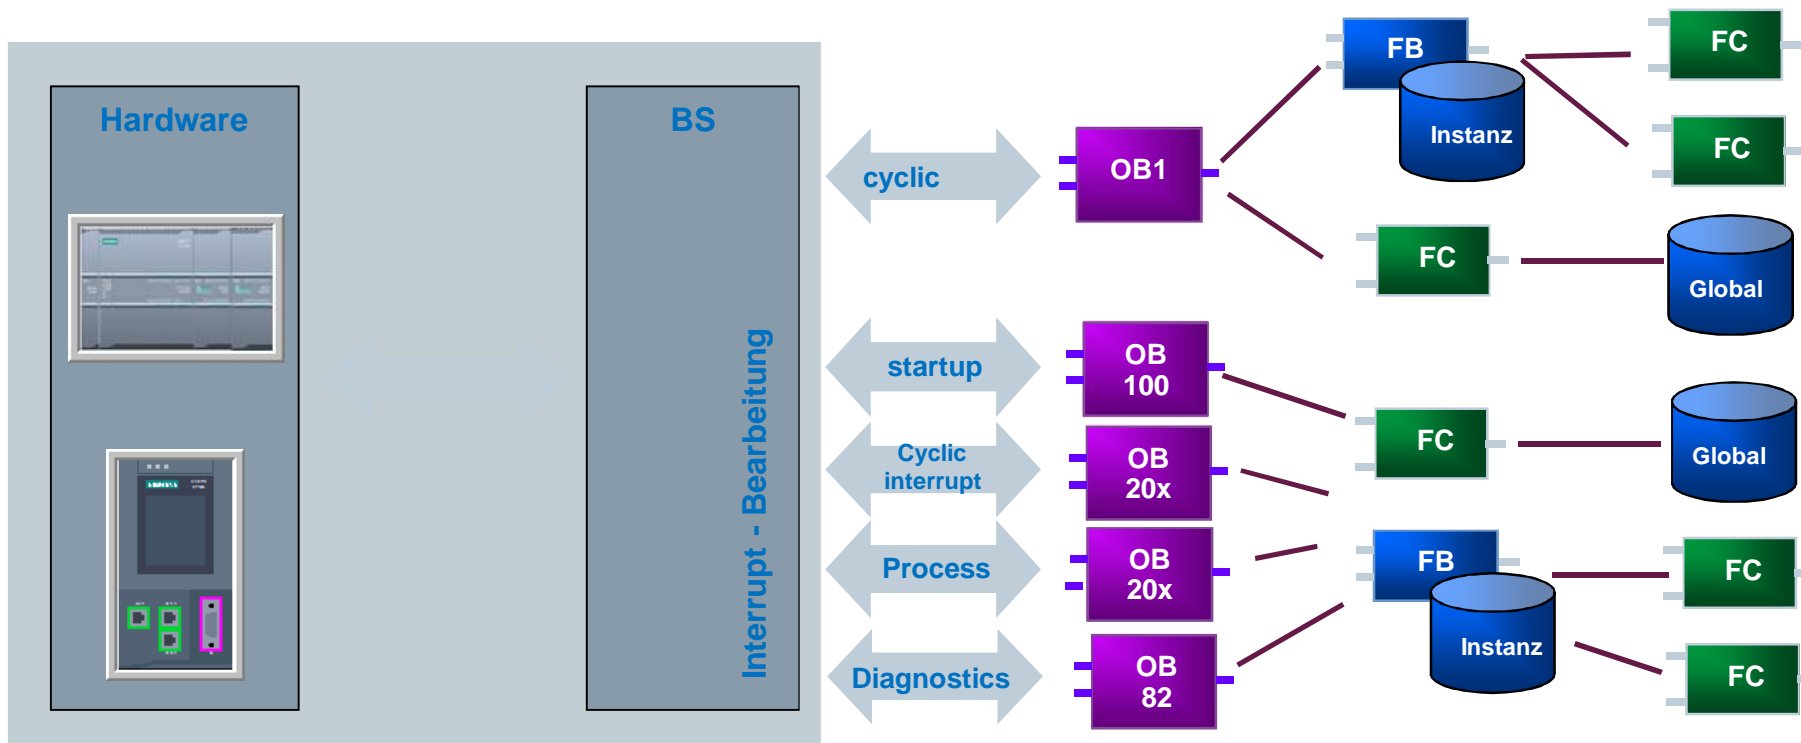 Hardware
BS
Interrupt - Bearbeitung
cyclic
startup
Cyclic
interrupt
Process
Diagnostics
OB1
OB
100
OB
20x
OB
20x
OB
82
FB
Instanz
FC
FC
FC
Global
FC
Global
FB
Instanz
FC
FC
SIEMENS